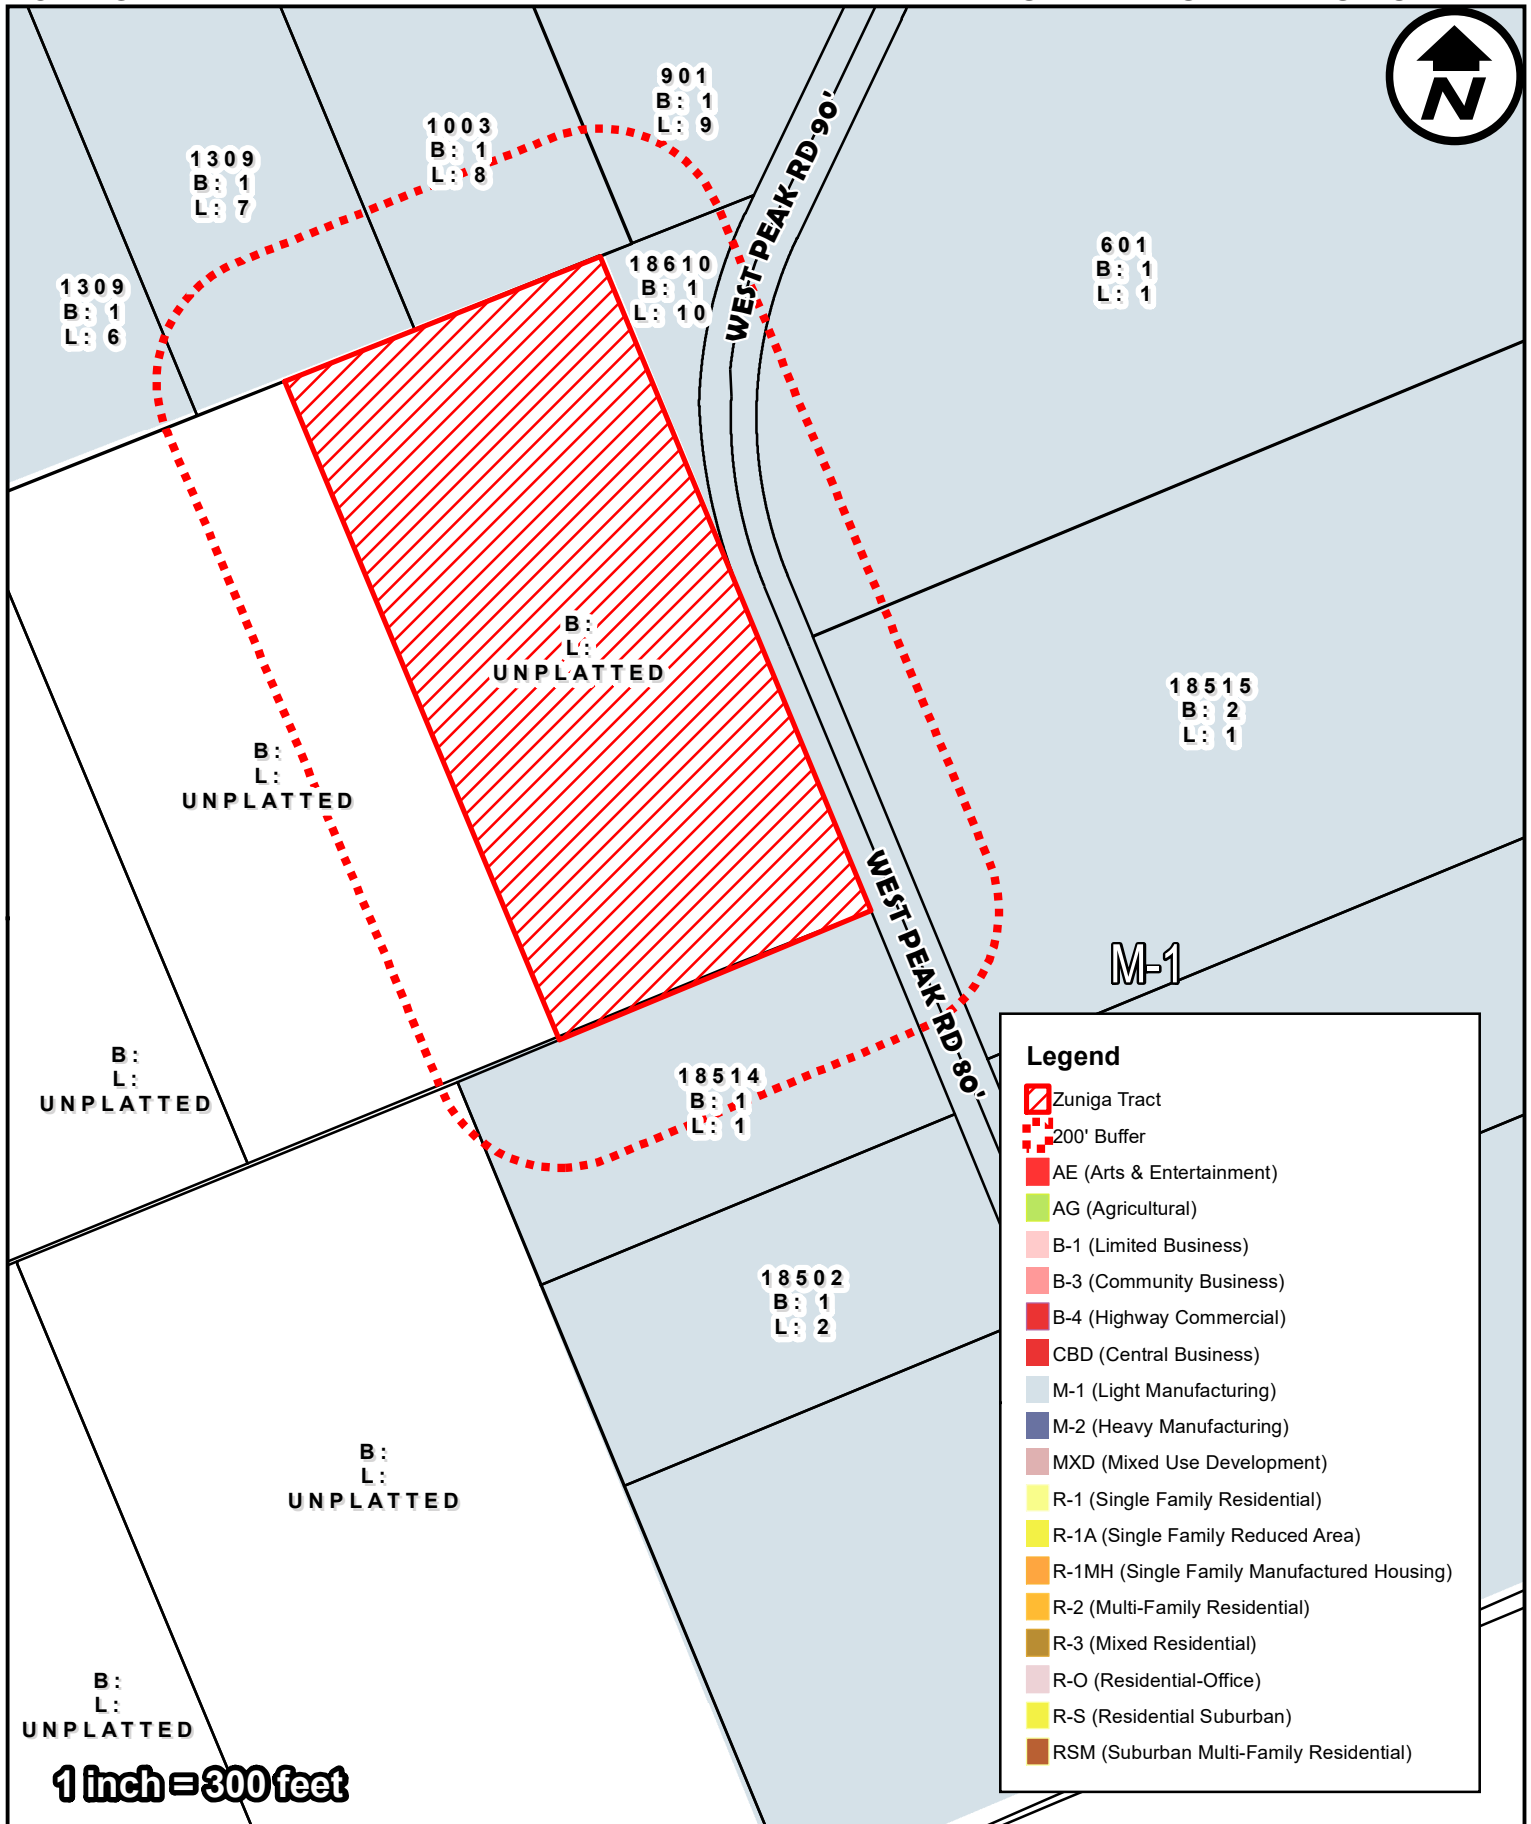 N
901
B: 1
L: 9
1003
B: 1
L: 8
1309
B: 1
L: 7
1309
B: 1
L: 6
18610
B: 1
L: 10
WEST-PEAK-RD-90'
601
B: 1
L: 1
B:
L:
UNPLATTED
18515
B: 2
L: 1
B:
L:
UNPLATTED
WEST-PEAK-RD-80'
M-1
B:
L:
UNPLATTED
18514
B: 1
L: 1
18502
B: 1
L: 2
B:
L:
UNPLATTED
B:
L:
UNPLATTED
1 inch = 300 feet
Legend
Zuniga Tract
200' Buffer
AE (Arts & Entertainment)
AG (Agricultural)
B-1 (Limited Business)
B-3 (Community Business)
B-4 (Highway Commercial)
CBD (Central Business)
M-1 (Light Manufacturing)
M-2 (Heavy Manufacturing)
MXD (Mixed Use Development)
R-1 (Single Family Residential)
R-1A (Single Family Reduced Area)
R-1MH (Single Family Manufactured Housing)
R-2 (Multi-Family Residential)
R-3 (Mixed Residential)
R-O (Residential-Office)
R-S (Residential Suburban)
RSM (Suburban Multi-Family Residential)